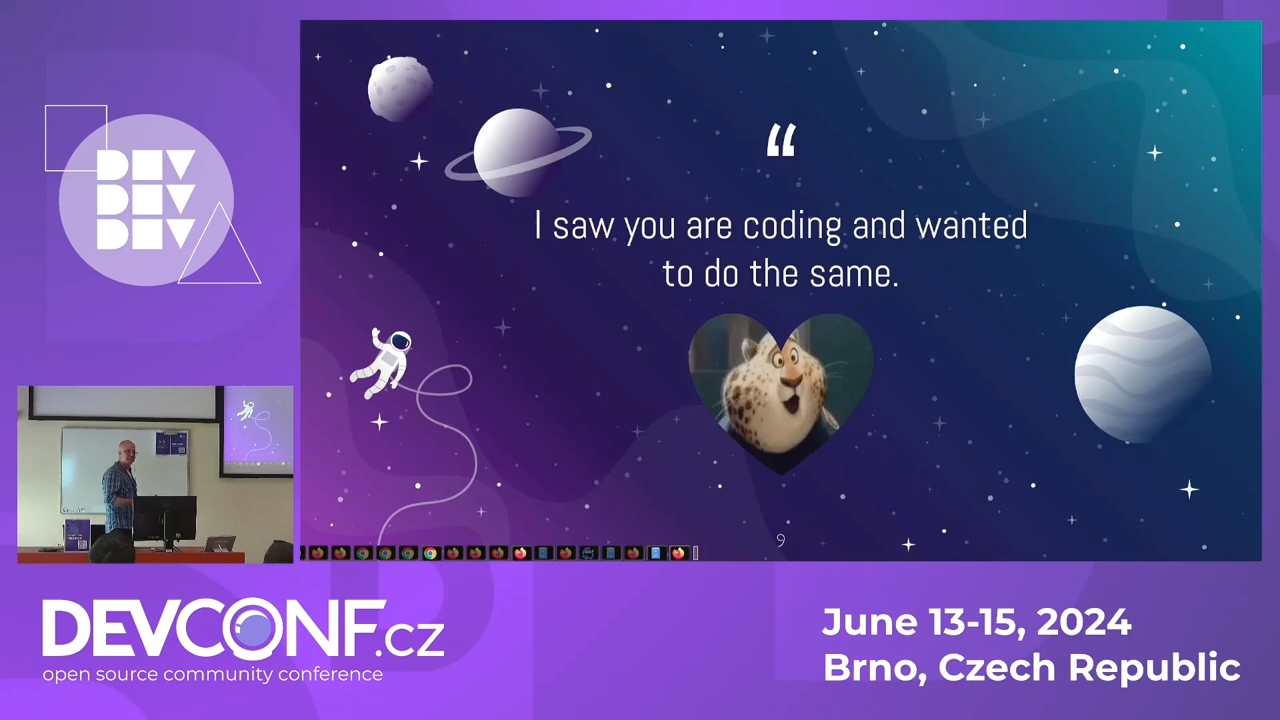 DEV
DEV
DEV
“
I saw you are coding and wanted
to do the same.
9
DEVCONF.cz
open source community conference
June 13-15, 2024
Brno, Czech Republic